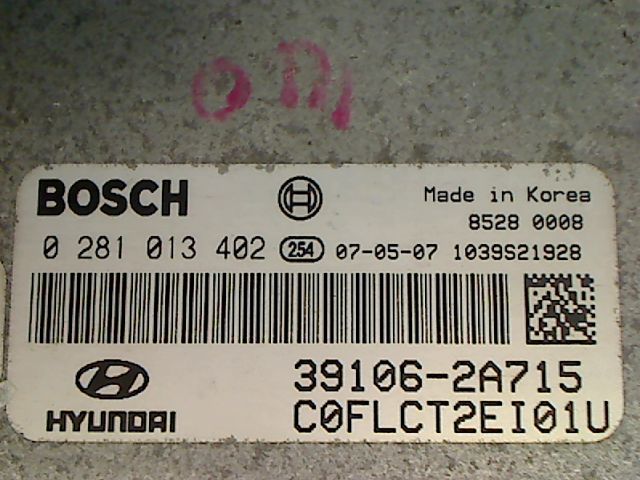 BOSCH
Made in Korea
8528 0008
0 281 013 402 254 07-05-07 1039S21928
39106-2A715
HYUNDAI C0FLCT2EI01U